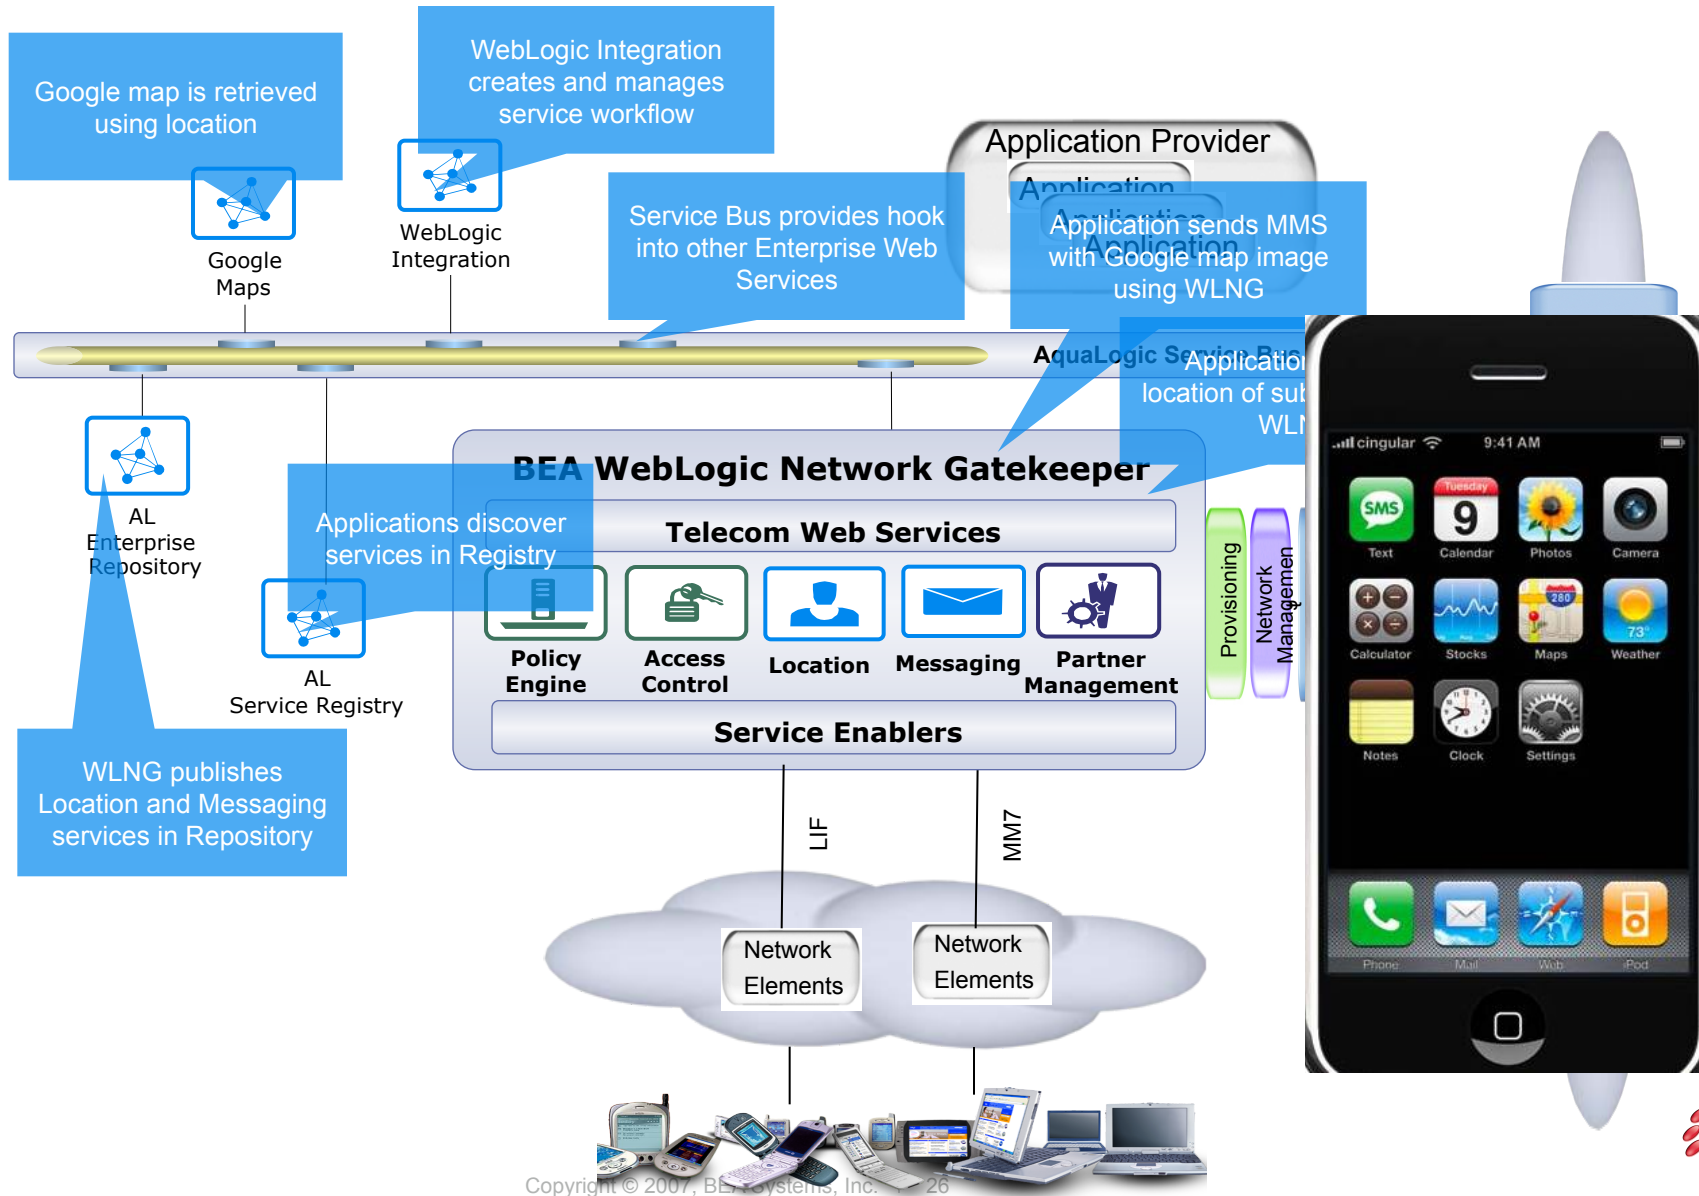 Google map is retrieved
using location
WebLogic Integration
creates and manages
service workflow
Google
Maps
WebLogic
Integration
Service Bus provides hook
into other Enterprise Web
Services
Application Provider
Application
Application
Application
Application sends MMS
with Google map image
using WLNG
AquaLogic Service Bus
Application
location of sub
WLN
AL
Enterprise
Repository
Applications discover
services in Registry
AL
Service Registry
WLNG publishes
Location and Messaging
services in Repository
BEA WebLogic Network Gatekeeper
Telecom Web Services
Policy
Engine
Access
Control
Location
Messaging
Partner
Management
Service Enablers
Provisioning
Network
Managemen
LIF
MM7
Network
Elements
Network
Elements
cingular
9:41 AM
SMS
Text
Tuesday
9
Calendar
Photos
Camera
Calculator
Stocks
280
Maps
73°
Weather
Notes
Clock
Settings
Phone
Mail
Web
iPod
Copyright © 2007, BEA Systems, Inc.
26